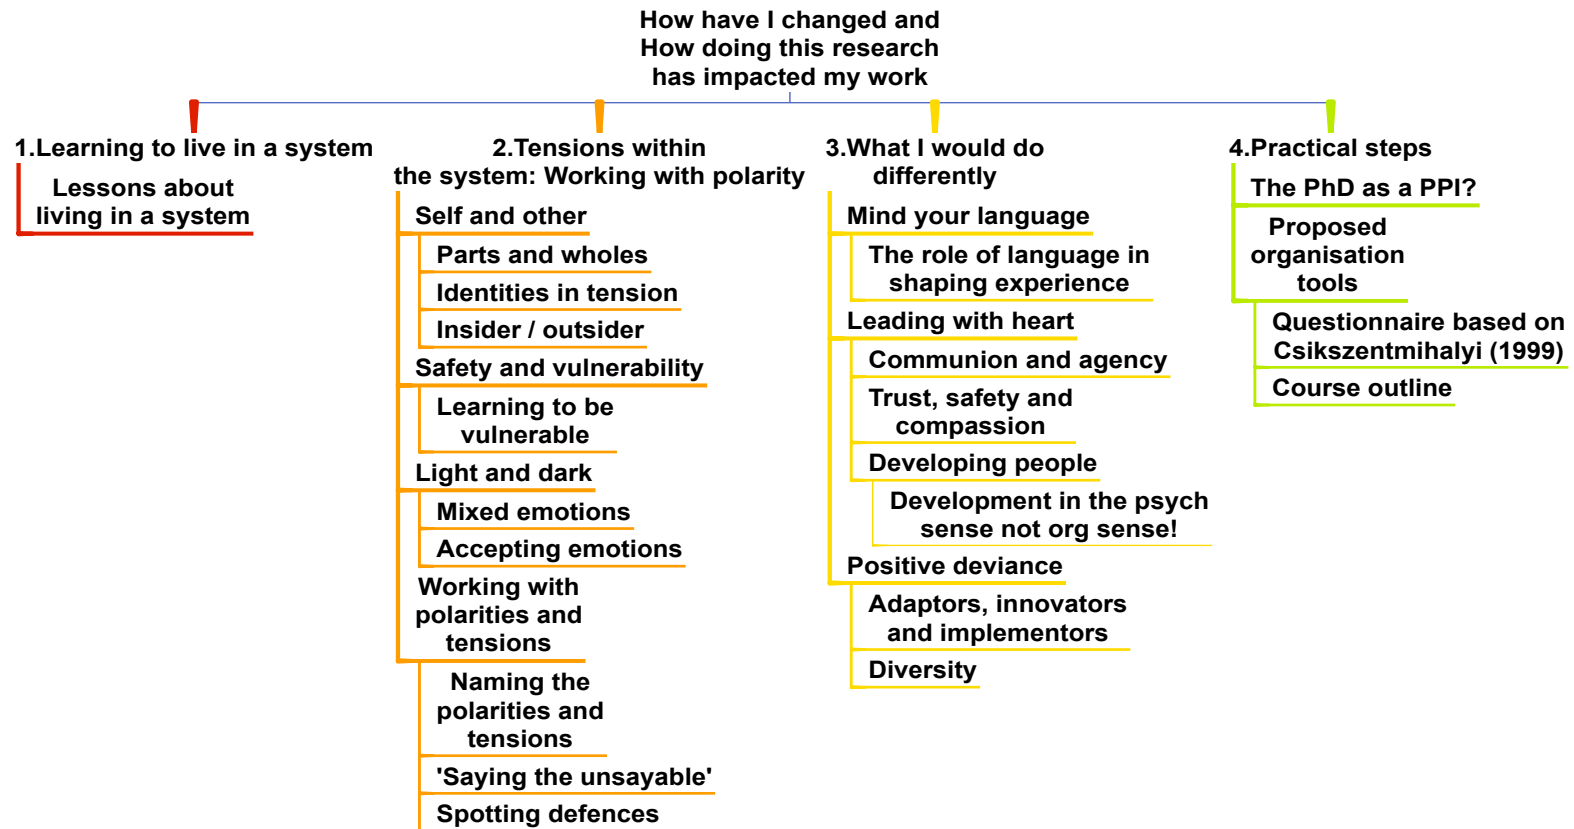 How have I changed and
How doing this research
has impacted my work
1.Learning to live in a system
Lessons about
living in a system
2.Tensions within
the system: Working with polarity
Self and other
Parts and wholes
Identities in tension
Insider / outsider
Safety and vulnerability
Learning to be
vulnerable
Light and dark
Mixed emotions
Accepting emotions
Working with
polarities and
tensions
Naming the
polarities and
tensions
'Saying the unsayable'
Spotting defences
3.What I would do
differently
Mind your language
The role of language in
shaping experience
Leading with heart
Communion and agency
Trust, safety and
compassion
Developing people
Development in the psych
sense not org sense!
Positive deviance
Adaptors, innovators
and implementors
Diversity
4.Practical steps
The PhD as a PPI?
Proposed
organisation
tools
Questionnaire based on
Csikszentmihalyi (1999)
Course outline